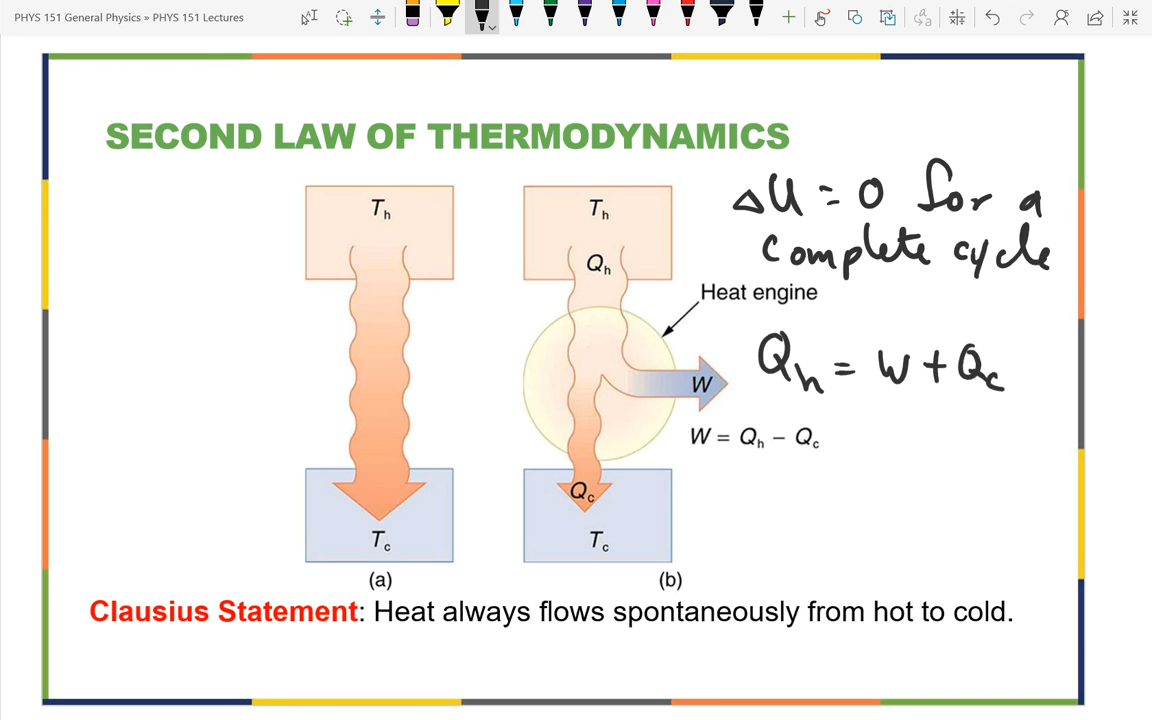 PHYS 151 General Physics » PHYS 151 Lectures
SECOND LAW OF THERMODYNAMICS
ΔU = 0 for a
complete cycle
Th
Th
Qh
Heat engine
Qh = W + Qc
W
W = Qh − Qc
Qc
Tc
Tc
(a)
(b)
Clausius Statement: Heat always flows spontaneously from hot to cold.